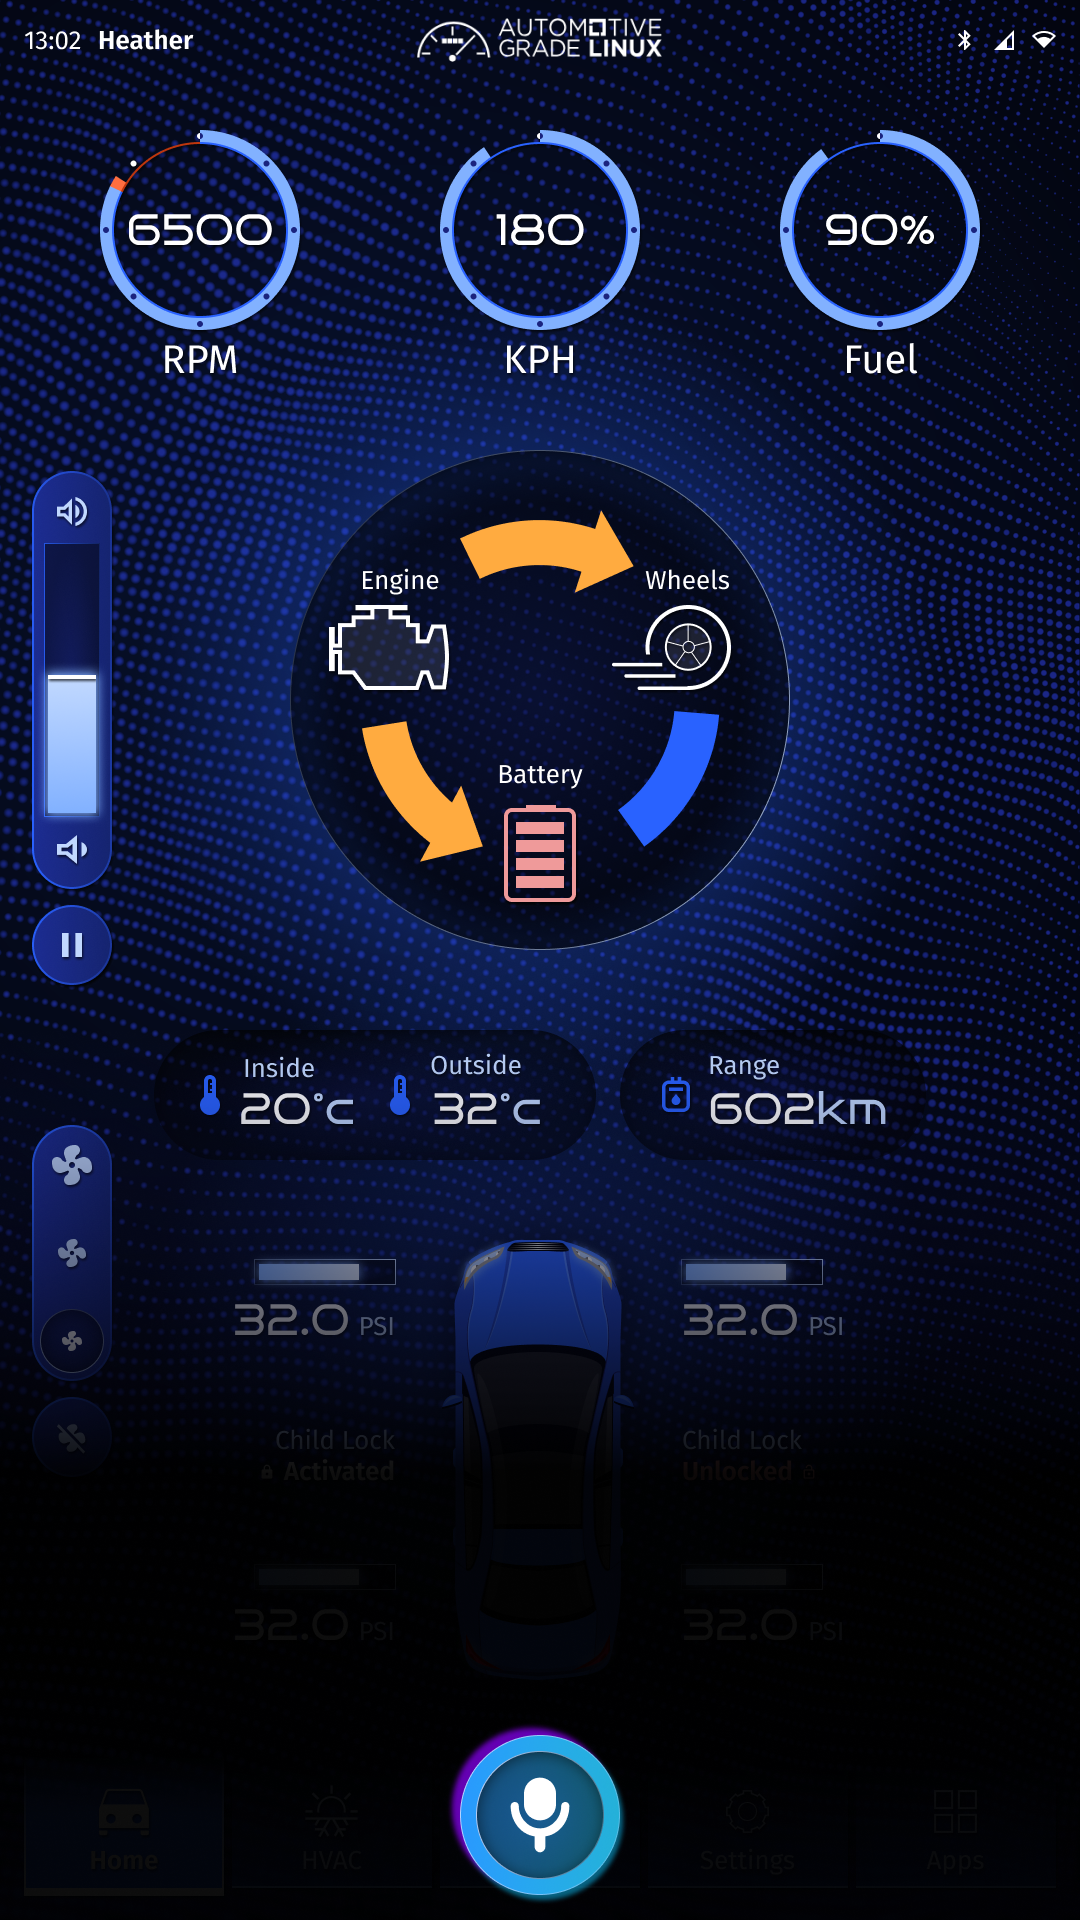 13:02 Heather
AUTOMOTIVE
GRADE LINUX
6500
180
90%
RPM
KPH
Fuel
Engine
Wheels
Battery
Inside
20°c
Outside
32°c
Range
602km
32.0 PSI
32.0 PSI
Child Lock
Activated
Child Lock
Unlocked
32.0 PSI
32.0 PSI
Home
HVAC
Settings
Apps